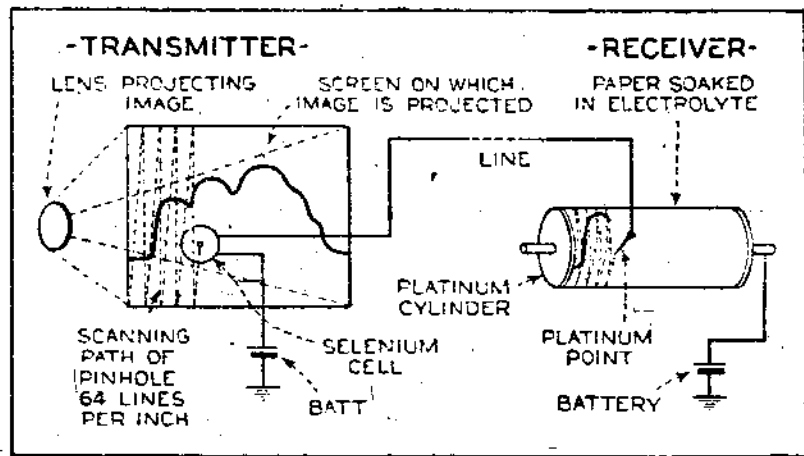 -TRANSMITTER-
-RECEIVER-
LENS PROJECTING
IMAGE
SCREEN ON WHICH
IMAGE IS PROJECTED
PAPER SOAKED
IN ELECTROLYTE
LINE
PLATINUM
CYLINDER
SCANNING
PATH OF
PINHOLE
64 LINES
PER INCH
SELENIUM
CELL
BATT
PLATINUM
POINT
BATTERY